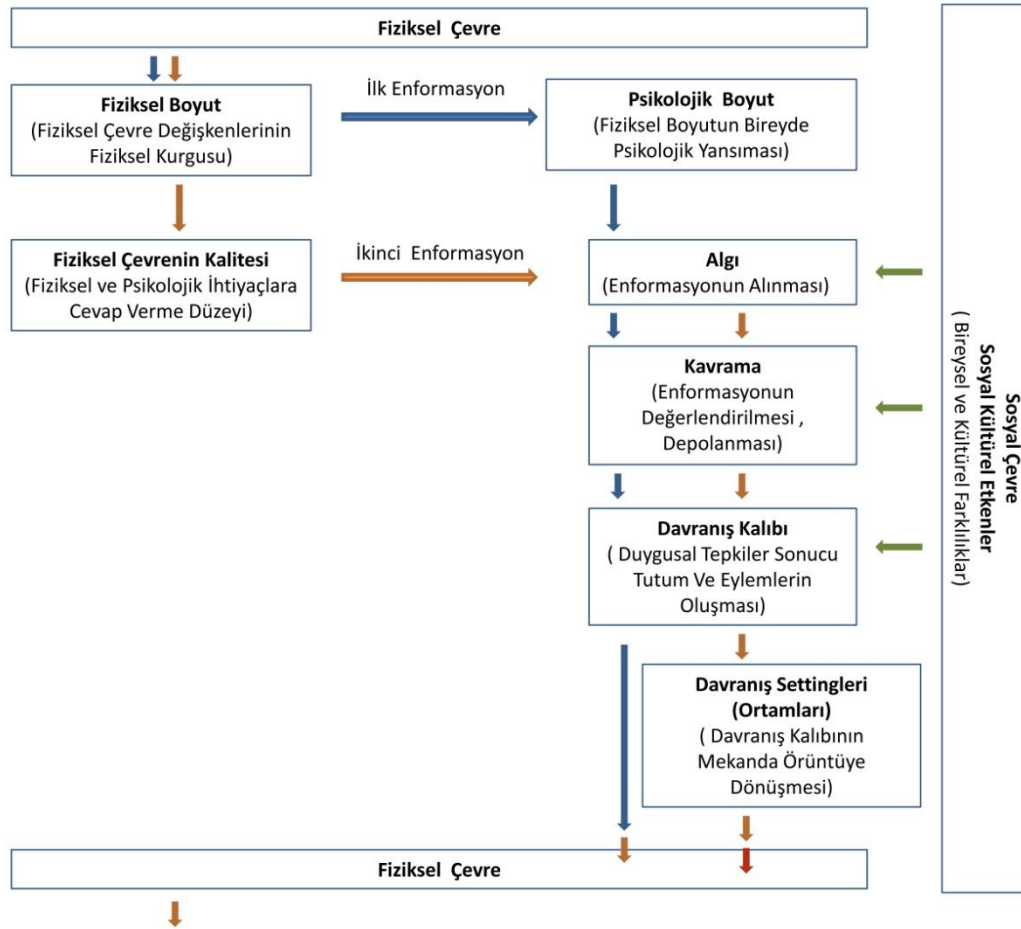 Fiziksel Çevre
Fiziksel Boyut
(Fiziksel Çevre Değişkenlerinin
Fiziksel Kurgusu)
İlk Enformasyon
Psikolojik Boyut
(Fiziksel Boyutun Bireyde
Psikolojik Yansıması)
Fiziksel Çevrenin Kalitesi
(Fiziksel ve Psikolojik İhtiyaçlara
Cevap Verme Düzeyi)
İkinci Enformasyon
Algı
(Enformasyonun Alınması)
Kavrama
(Enformasyonun
Değerlendirilmesi ,
Depolanması)
Davranış Kalıbı
( Duygusal Tepkiler Sonucu
Tutum Ve Eylemlerin
Oluşması)
Davranış Settingleri
(Ortamları)
( Davranış Kalıbının
Mekanda Örüntüye
Dönüşmesi)
Fiziksel Çevre
Sosyal Çevre
Sosyal Kültürel Etkenler
( Bireysel ve Kültürel Farklılıklar)